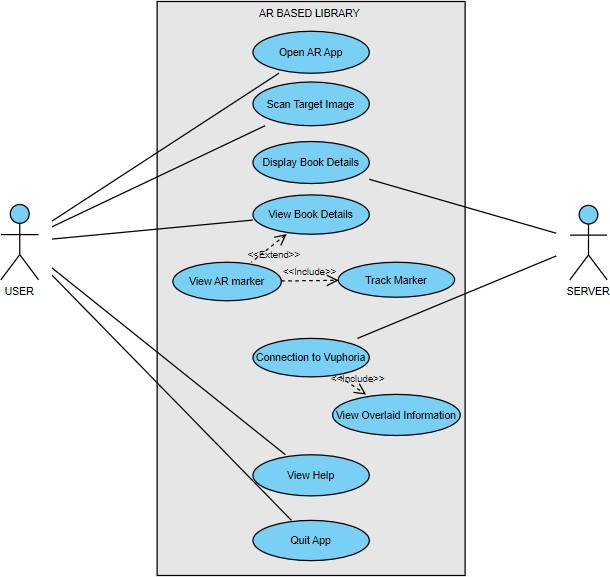 AR BASED LIBRARY
Open AR App
Scan Target Image
Display Book Details
View Book Details
<<Extend>>
<<Include>>
View AR marker
Track Marker
USER
SERVER
Connection to Vuphoria
<<Include>>
View Overlaid Information
View Help
Quit App